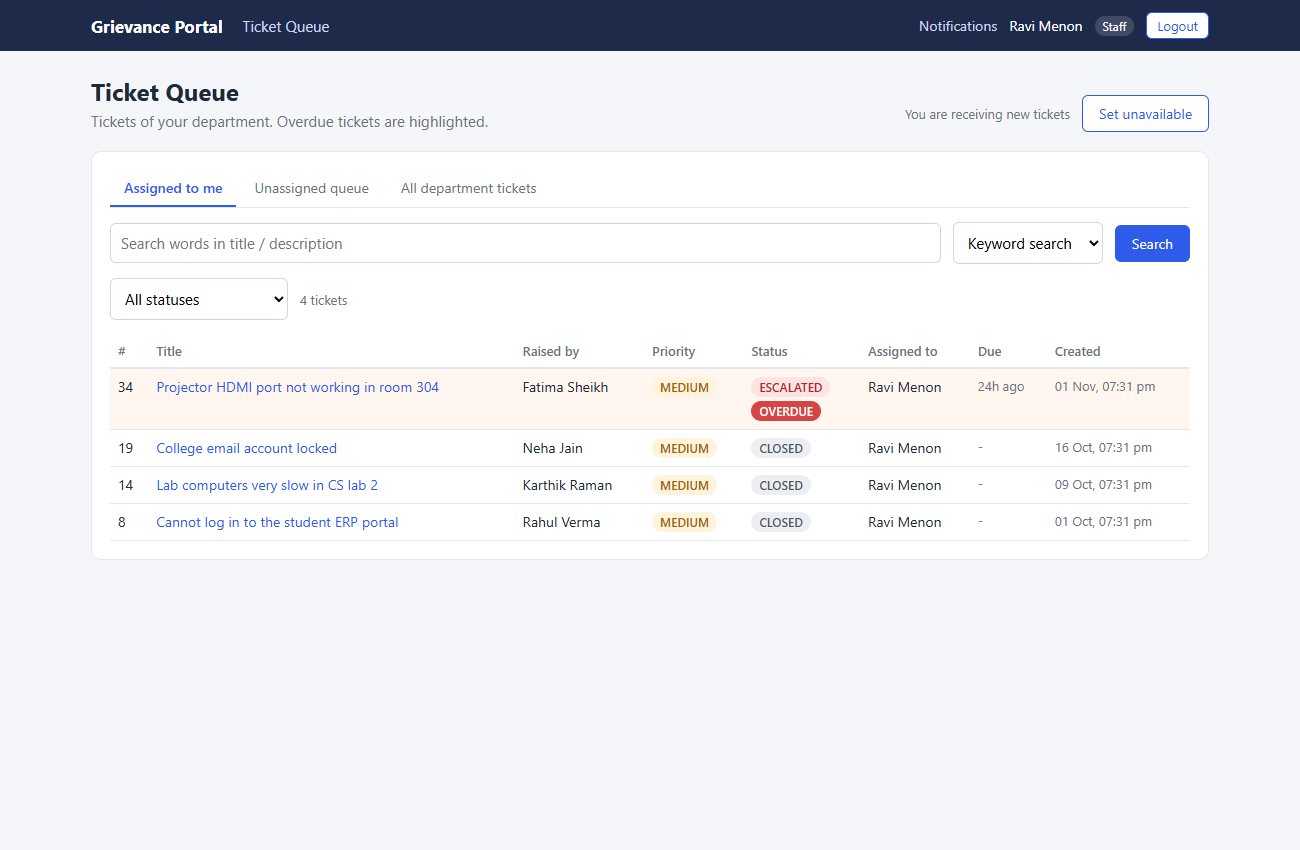 Grievance Portal Ticket Queue Notifications Ravi Menon Staff Logout
Ticket Queue
Tickets of your department. Overdue tickets are highlighted.
You are receiving new tickets Set unavailable
Assigned to me Unassigned queue All department tickets
Search words in title / description Keyword search Search
All statuses 4 tickets
# Title Raised by Priority Status Assigned to Due Created
34 Projector HDMI port not working in room 304 Fatima Sheikh MEDIUM ESCALATED Ravi Menon 24h ago 01 Nov, 07:31 pm
OVERDUE
19 College email account locked Neha Jain MEDIUM CLOSED Ravi Menon - 16 Oct, 07:31 pm
14 Lab computers very slow in CS lab 2 Karthik Raman MEDIUM CLOSED Ravi Menon - 09 Oct, 07:31 pm
8 Cannot log in to the student ERP portal Rahul Verma MEDIUM CLOSED Ravi Menon - 01 Oct, 07:31 pm